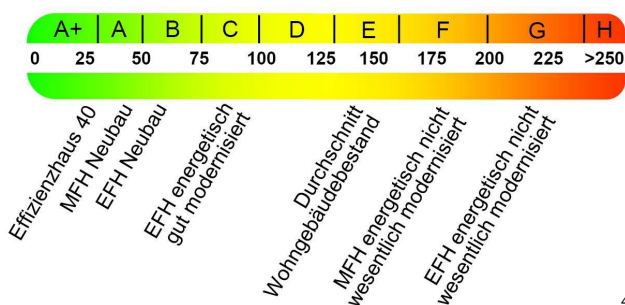 A+ A B C D E F G H
0 25 50 75 100 125 150 175 200 225 >250
Effizienzhaus 40
MFH Neubau
EFH Neubau
EFH energetisch
gut modernisiert
Durchschnitt
Wohngebäudebestand
MFH energetisch nicht
wesentlich modernisiert
EFH energetisch nicht
wesentlich modernisiert